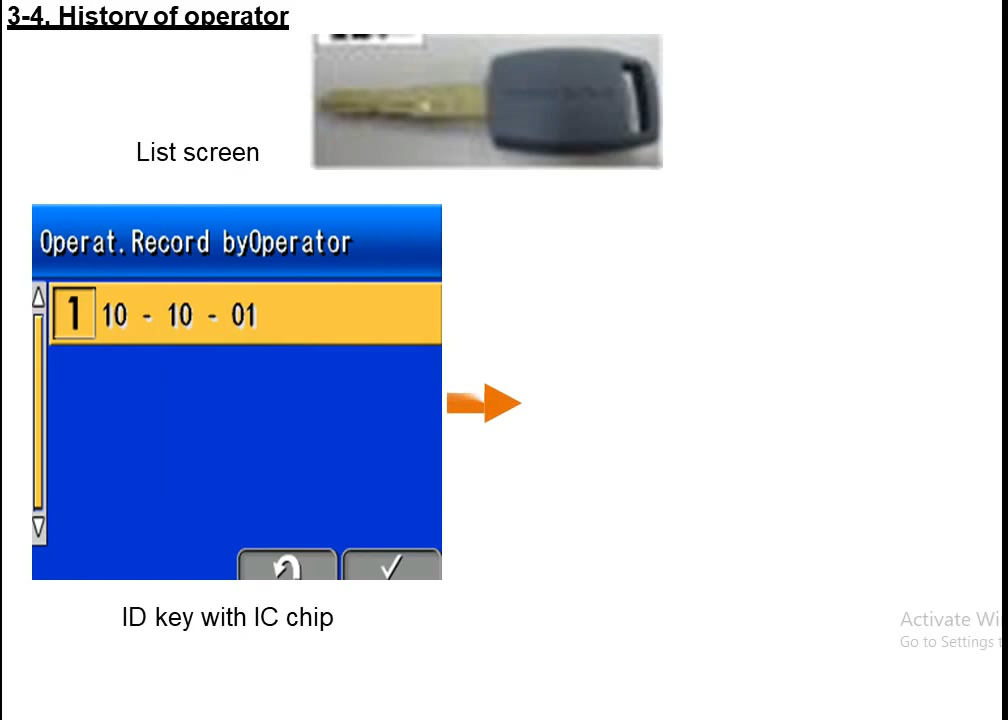 3-4. History of operator
List screen
Operat.Record byOperator
1 10 - 10 - 01
ID key with IC chip
Activate Wi
Go to Settings t